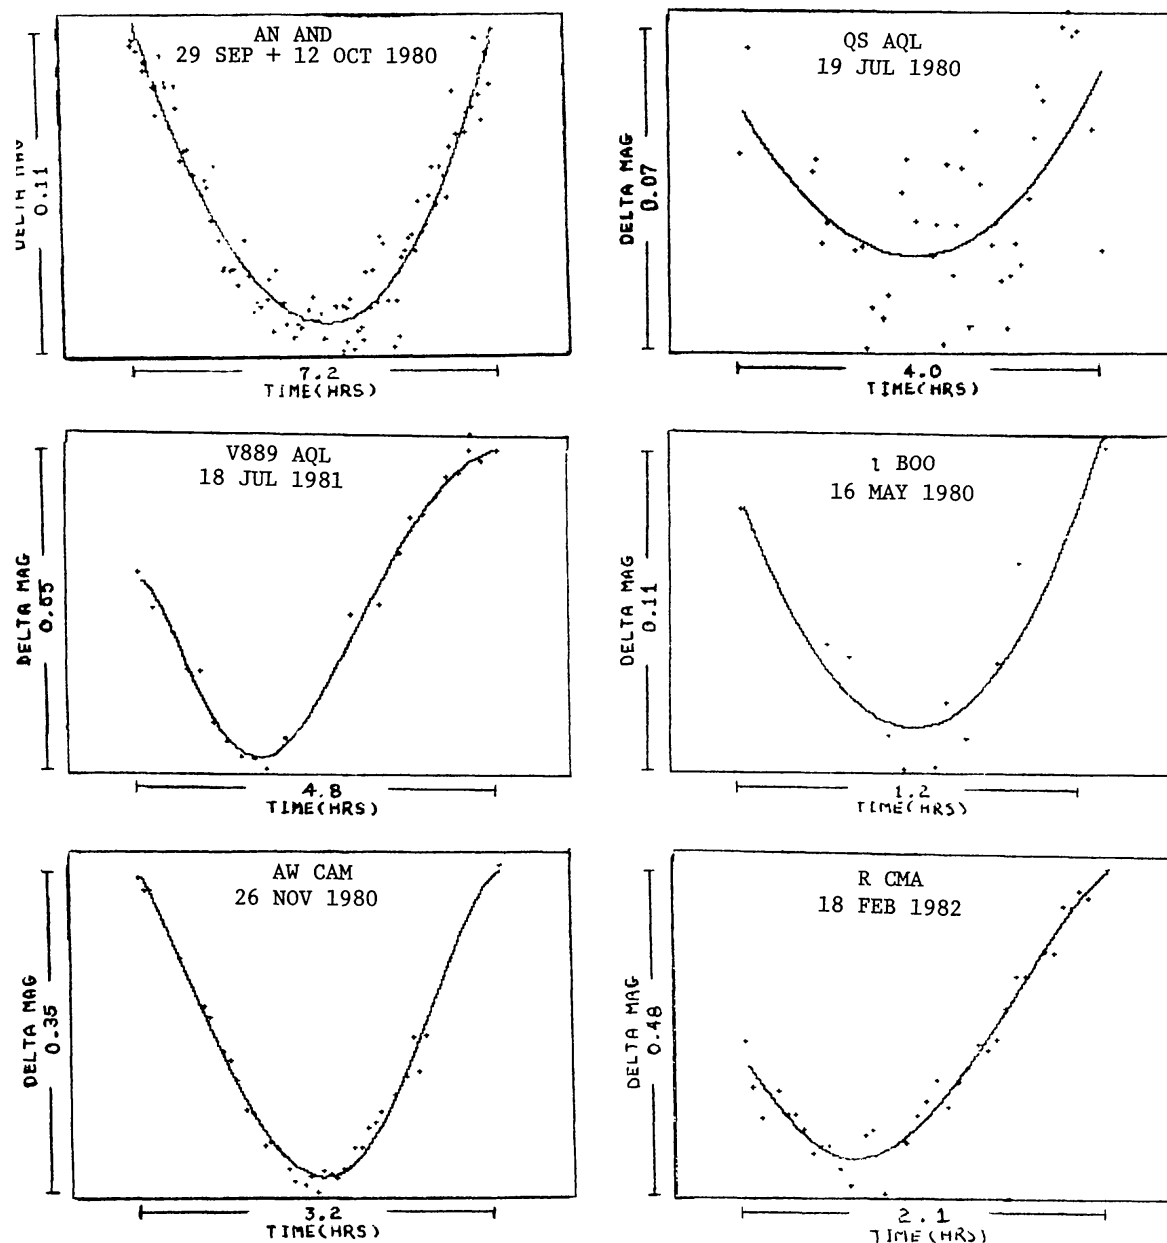 AN AND
29 SEP + 12 OCT 1980
DELTA MAG
0.11
7.2
TIME(HRS)
QS AQL
19 JUL 1980
DELTA MAG
0.07
4.0
TIME(HRS)
V889 AQL
18 JUL 1981
DELTA MAG
0.65
4.8
TIME(HRS)
ι BOO
16 MAY 1980
DELTA MAG
0.11
1.2
TIME(HRS)
AW CAM
26 NOV 1980
DELTA MAG
0.35
3.2
TIME(HRS)
R CMA
18 FEB 1982
DELTA MAG
0.48
2.1
TIME(HRS)